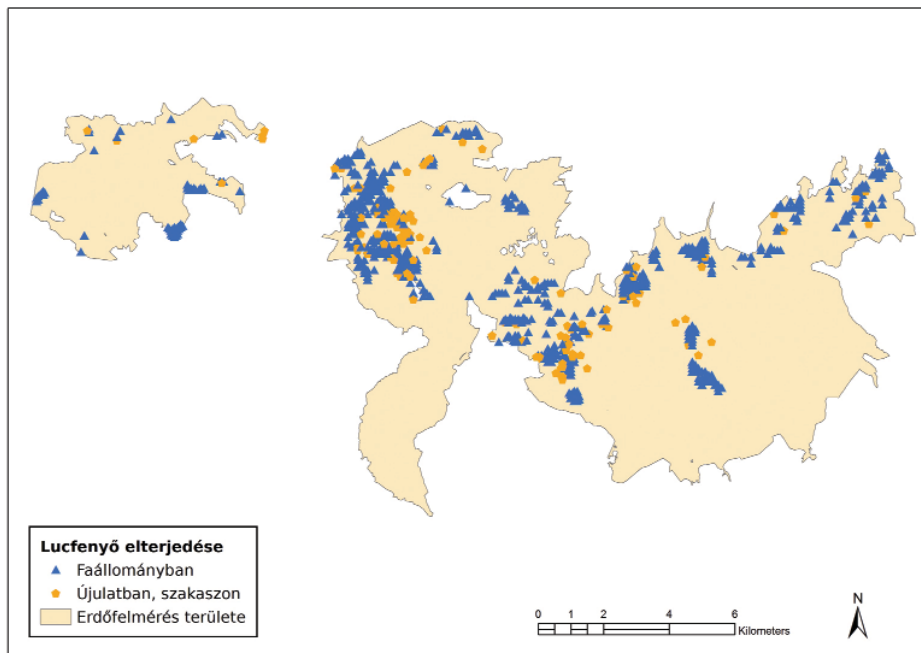 Lucfenyő elterjedése
Faállományban
Újulatban, szakaszon
Erdőfelmérés területe
0 1 2 4 6
Kilometers
N